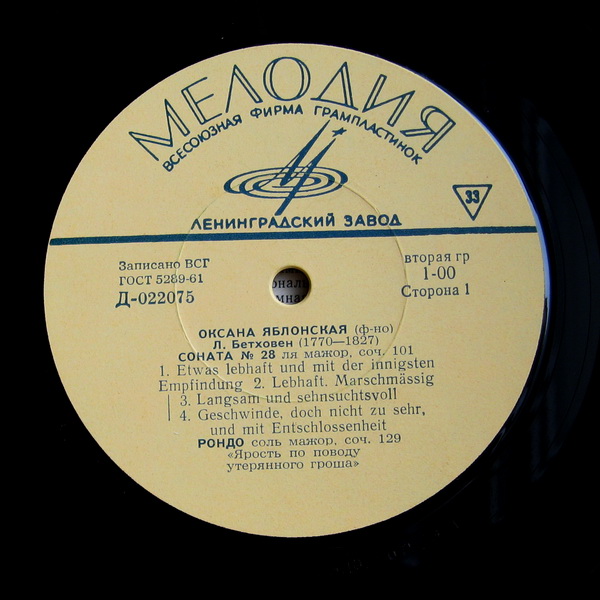 МЕЛОДИЯ
ВСЕСОЮЗНАЯ ФИРМА ГРАМПЛАСТИНОК
33
ЛЕНИНГРАДСКИЙ ЗАВОД
Записано ВСГ
ГОСТ 5289-61
Д-022075
вторая гр
1-00
Сторона 1
ОКСАНА ЯБЛОНСКАЯ (ф-но)
Л. Бетховен (1770—1827)
СОНАТА № 28 ля мажор, соч. 101
1. Etwas lebhaft und mit der innigsten
Empfindung 2. Lebhaft. Marschmässig
3. Langsam und sehnsuchtsvoll
4. Geschwinde, doch nicht zu sehr,
und mit Entschlossenheit
РОНДО соль мажор, соч. 129
«Ярость по поводу
утерянного гроша»